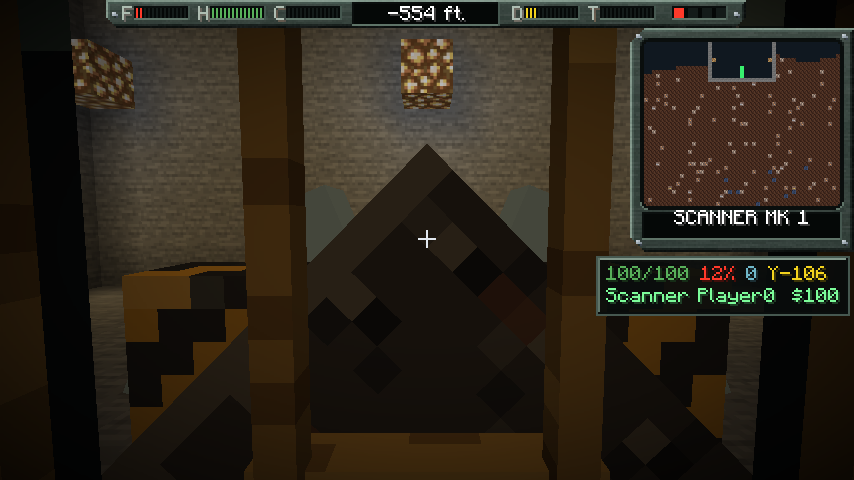 F H C -554 ft. D T
SCANNER MK 1
100/100 12% 0 Y-106
Scanner Player0 $100